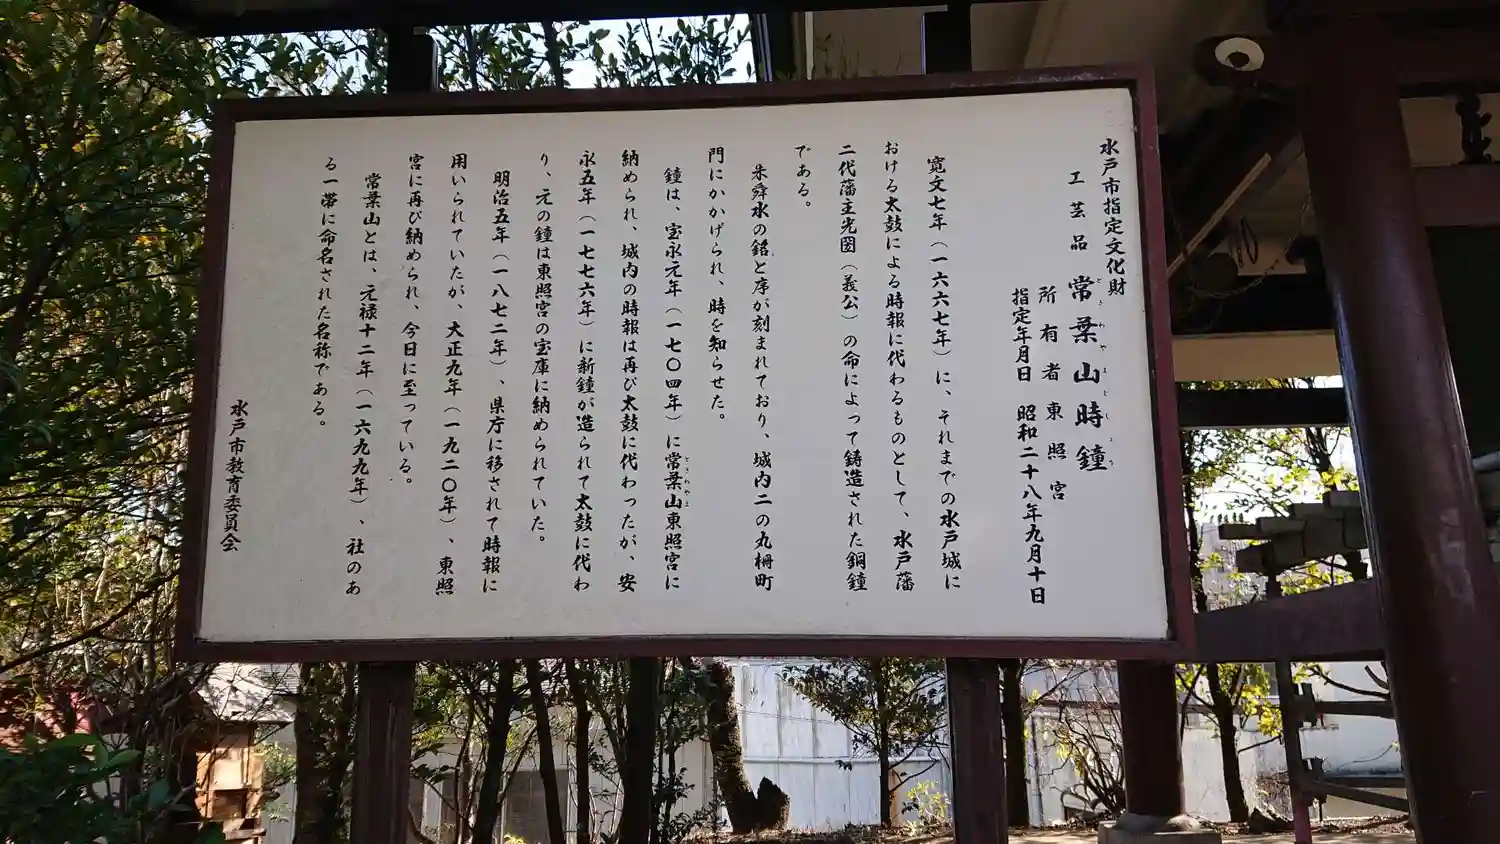 水戸市指定文化財
工芸品 常葉山時鐘
ときわやまとしょう
所有者 東照宮
指定年月日 昭和二十八年九月十日
寛文七年（一六六七年）に、それまでの水戸城に
おける太鼓による時報に代わるものとして、水戸藩
二代藩主光圀（義公）の命によって鋳造された銅鐘
である。
朱舜水の銘と序が刻まれており、城内二の丸柵町
門にかかげられ、時を知らせた。
鐘は、宝永元年（一七〇四年）に常葉山東照宮に
ときわやま
納められ、城内の時報は再び太鼓に代わったが、安
永五年（一七七六年）に新鐘が造られて太鼓に代わ
り、元の鐘は東照宮の宝庫に納められていた。
明治五年（一八七二年）、県庁に移されて時報に
用いられていたが、大正九年（一九二〇年）、東照
宮に再び納められ、今日に至っている。
常葉山とは、元禄十二年（一六九九年）、社のあ
る一帯に命名された名称である。
水戸市教育委員会